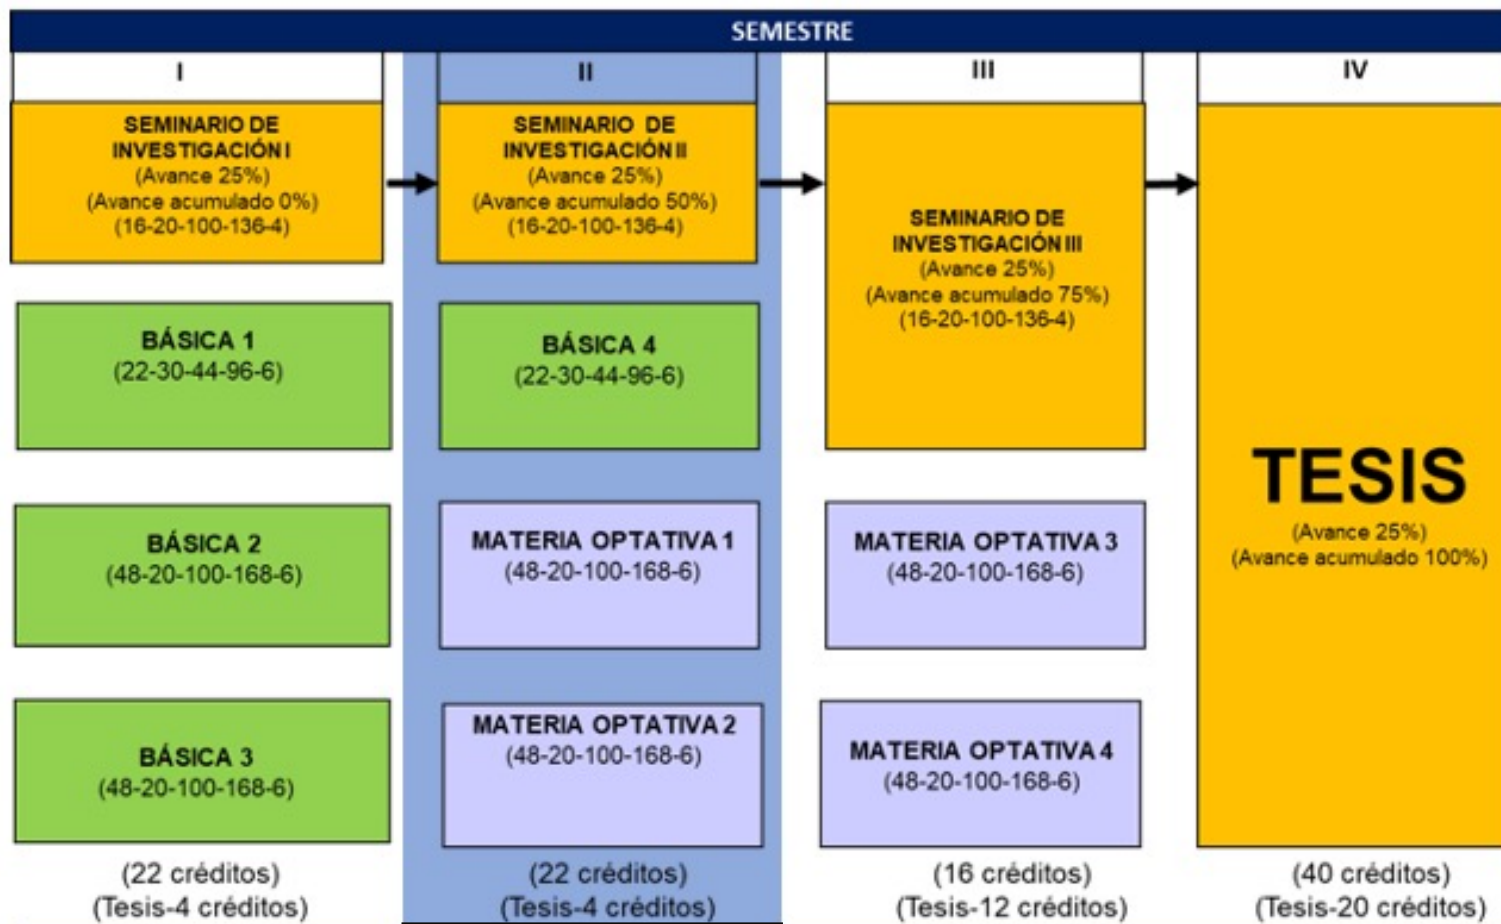 SEMESTRE
I
SEMINARIO DE
INVESTIGACIÓN I
(Avance 25%)
(Avance acumulado 0%)
(16-20-100-136-4)
BÁSICA 1
(22-30-44-96-6)
BÁSICA 2
(48-20-100-168-6)
BÁSICA 3
(48-20-100-168-6)
(22 créditos)
(Tesis-4 créditos)
II
SEMINARIO DE
INVESTIGACIÓN II
(Avance 25%)
(Avance acumulado 50%)
(16-20-100-136-4)
BÁSICA 4
(22-30-44-96-6)
MATERIA OPTATIVA 1
(48-20-100-168-6)
MATERIA OPTATIVA 2
(48-20-100-168-6)
(22 créditos)
(Tesis-4 créditos)
III
SEMINARIO DE
INVESTIGACIÓN III
(Avance 25%)
(Avance acumulado 75%)
(16-20-100-136-4)
MATERIA OPTATIVA 3
(48-20-100-168-6)
MATERIA OPTATIVA 4
(48-20-100-168-6)
(16 créditos)
(Tesis-12 créditos)
IV
TESIS
(Avance 25%)
(Avance acumulado 100%)
(40 créditos)
(Tesis-20 créditos)